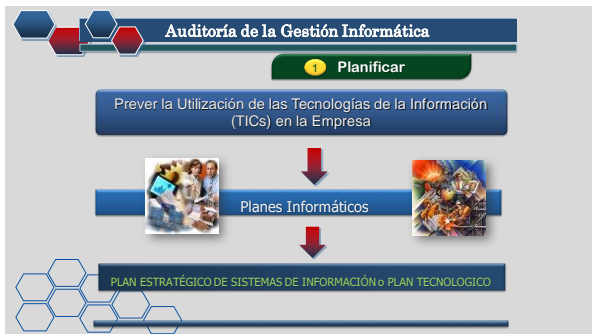 Auditoría de la Gestión Informática
1 Planificar
Prever la Utilización de las Tecnologías de la Información
(TICs) en la Empresa
Planes Informáticos
PLAN ESTRATÉGICO DE SISTEMAS DE INFORMACIÓN o PLAN TECNOLOGICO